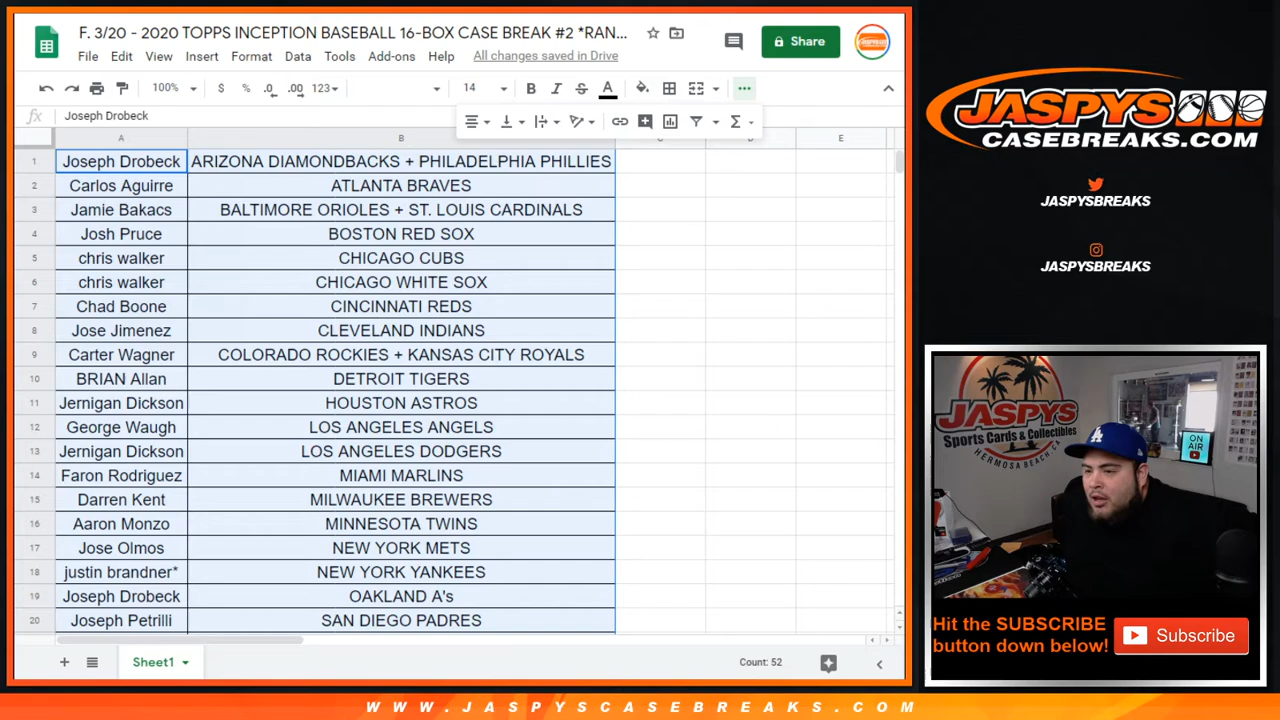 F. 3/20 - 2020 TOPPS INCEPTION BASEBALL 16-BOX CASE BREAK #2 *RAN...
File Edit View Insert Format Data Tools Add-ons Help All changes saved in Drive
Share
100% $ % .0 .00 123 14 B I S A
fx Joseph Drobeck
A B C D E
1 Joseph Drobeck ARIZONA DIAMONDBACKS + PHILADELPHIA PHILLIES
2 Carlos Aguirre ATLANTA BRAVES
3 Jamie Bakacs BALTIMORE ORIOLES + ST. LOUIS CARDINALS
4 Josh Pruce BOSTON RED SOX
5 chris walker CHICAGO CUBS
6 chris walker CHICAGO WHITE SOX
7 Chad Boone CINCINNATI REDS
8 Jose Jimenez CLEVELAND INDIANS
9 Carter Wagner COLORADO ROCKIES + KANSAS CITY ROYALS
10 BRIAN Allan DETROIT TIGERS
11 Jernigan Dickson HOUSTON ASTROS
12 George Waugh LOS ANGELES ANGELS
13 Jernigan Dickson LOS ANGELES DODGERS
14 Faron Rodriguez MIAMI MARLINS
15 Darren Kent MILWAUKEE BREWERS
16 Aaron Monzo MINNESOTA TWINS
17 Jose Olmos NEW YORK METS
18 justin brandner* NEW YORK YANKEES
19 Joseph Drobeck OAKLAND A's
20 Joseph Petrilli SAN DIEGO PADRES
Sheet1
Count: 52
JASPYS
CASEBREAKS.COM
JASPYSBREAKS
JASPYSBREAKS
JASPYS
Sports Cards & Collectibles
HERMOSA BEACH CA
ON
AIR
Hit the SUBSCRIBE
button down below!
Subscribe
WWW.JASPYSCASEBREAKS.COM